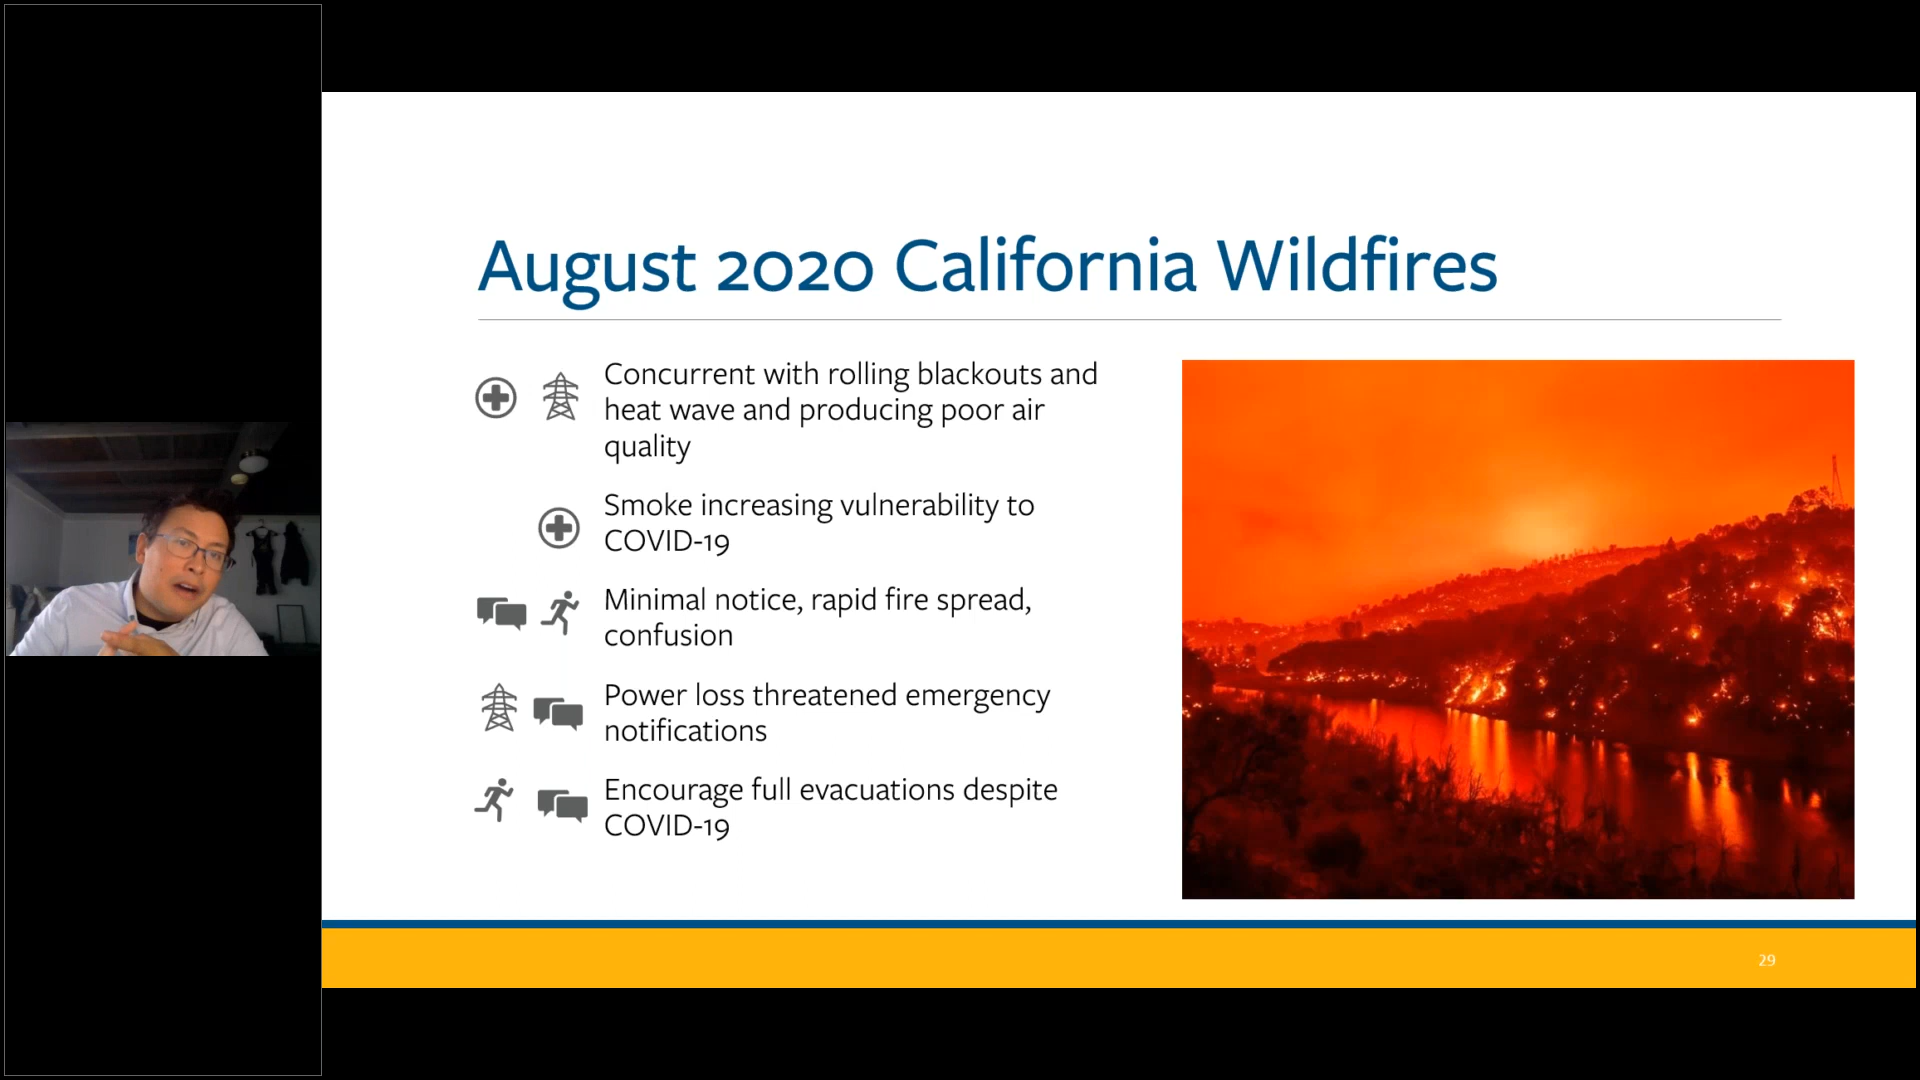 August 2020 California Wildfires
Concurrent with rolling blackouts and
heat wave and producing poor air
quality
Smoke increasing vulnerability to
COVID-19
Minimal notice, rapid fire spread,
confusion
Power loss threatened emergency
notifications
Encourage full evacuations despite
COVID-19
29